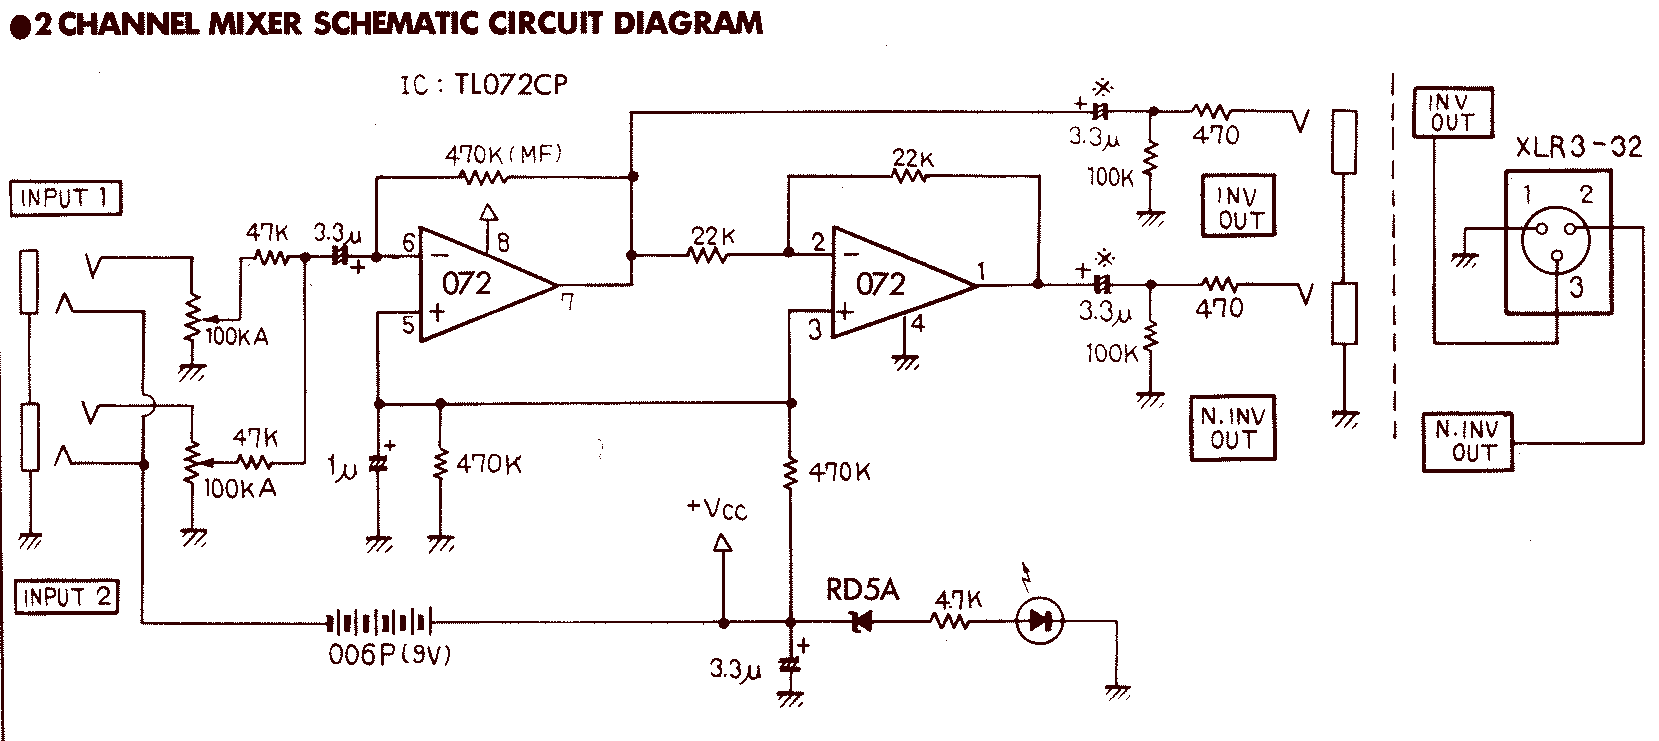 ●2 CHANNEL MIXER SCHEMATIC CIRCUIT DIAGRAM
IC : TL072CP
INPUT 1
47K
3.3µ
+
470K(MF)
6
8
-
072
+
5
7
22K
22K
2
-
072
+
3
1
4
+
※
3.3µ
470
100K
INV
OUT
+
※
3.3µ
470
100K
N.INV
OUT
INV
OUT
XLR3-32
1
2
3
N.INV
OUT
100KA
47K
100KA
1µ
+
470K
470K
INPUT 2
+Vcc
006P(9V)
3.3µ
+
RD5A
4.7K